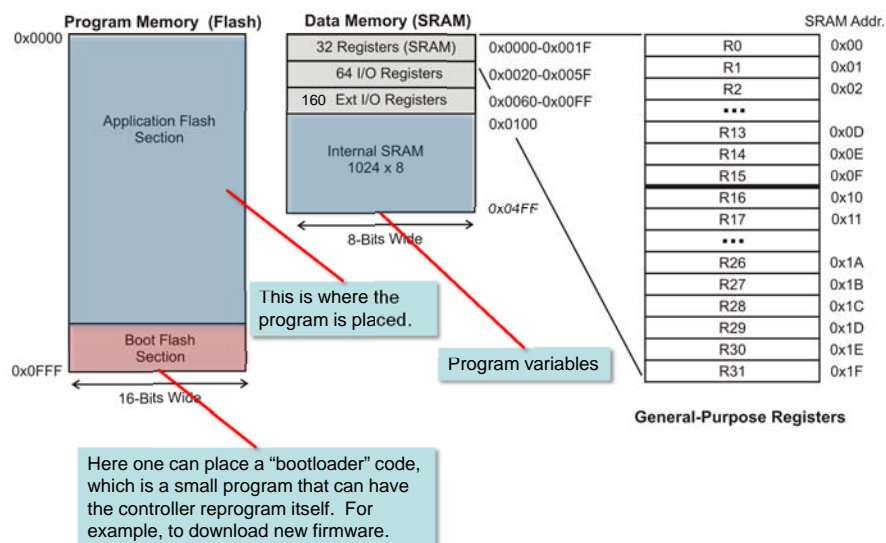 Program Memory (Flash)
0x0000
Application Flash
Section
Boot Flash
Section
0x0FFF
16-Bits Wide
Data Memory (SRAM)
32 Registers (SRAM)
0x0000-0x001F
64 I/O Registers
0x0020-0x005F
160 Ext I/O Registers
0x0060-0x00FF
0x0100
Internal SRAM
1024 x 8
0x04FF
8-Bits Wide
SRAM Addr.
R0 0x00
R1 0x01
R2 0x02
...
R13 0x0D
R14 0x0E
R15 0x0F
R16 0x10
R17 0x11
...
R26 0x1A
R27 0x1B
R28 0x1C
R29 0x1D
R30 0x1E
R31 0x1F
General-Purpose Registers
This is where the
program is placed.
Program variables
Here one can place a “bootloader” code,
which is a small program that can have
the controller reprogram itself. For
example, to download new firmware.